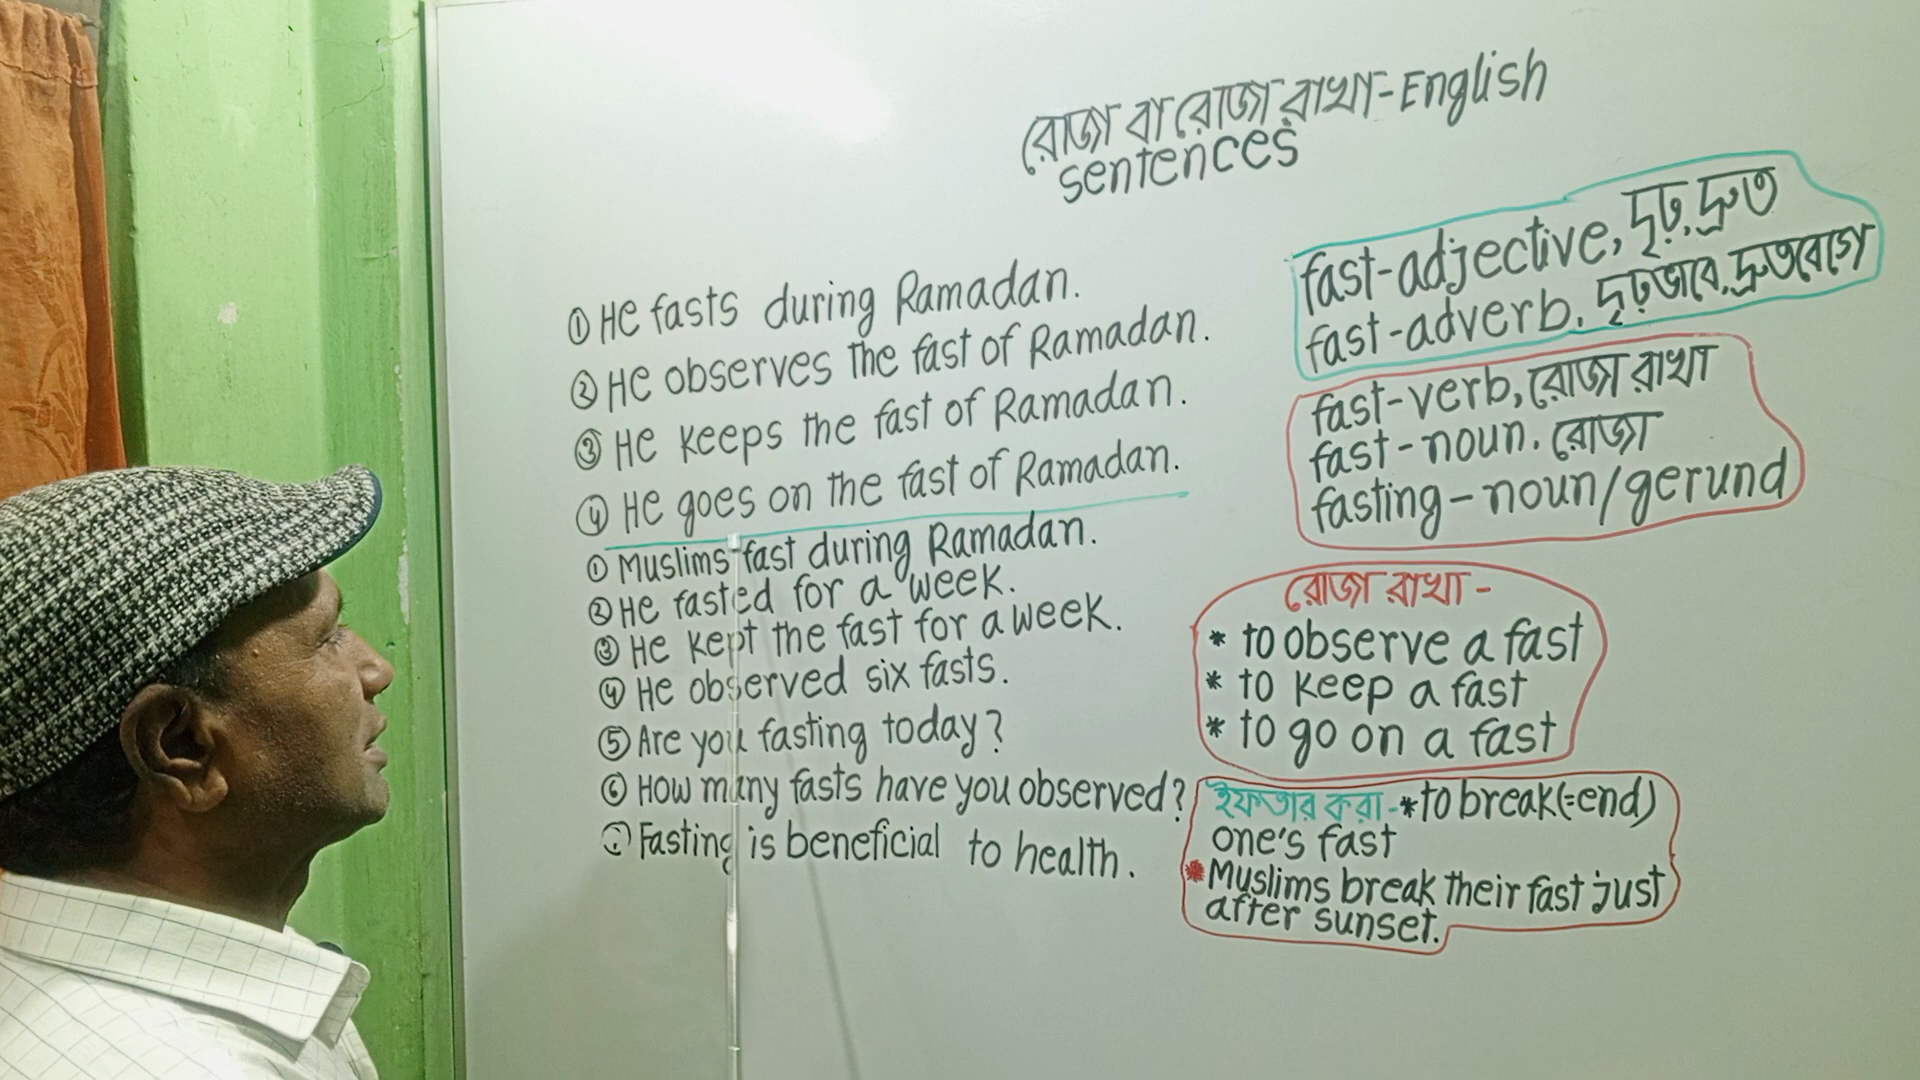 রোজা বা রোজা রাখা-English
sentences
① He fasts during Ramadan.
② He observes the fast of Ramadan.
③ He keeps the fast of Ramadan.
④ He goes on the fast of Ramadan.
① Muslims fast during Ramadan.
② He fasted for a week.
③ He kept the fast for a week.
④ He observed six fasts.
⑤ Are you fasting today?
⑥ How many fasts have you observed?
⑦ Fasting is beneficial to health.
fast-adjective, দৃঢ়, দ্রুত
fast-adverb. দৃঢ়ভাবে, দ্রুতবেগে
fast-verb, রোজা রাখা
fast-noun. রোজা
fasting-noun/gerund
রোজা রাখা-
* to observe a fast
* to keep a fast
* to go on a fast
ইফতার করা-*to break(=end)
one's fast
* Muslims break their fast just
after sunset.